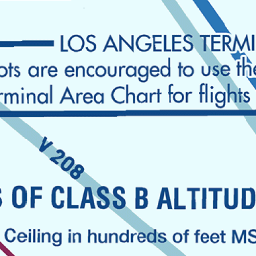 LOS ANGELES TERMI
ots are encouraged to use the
rminal Area Chart for flights
V 208
S OF CLASS B ALTITUD
Ceiling in hundreds of feet MS